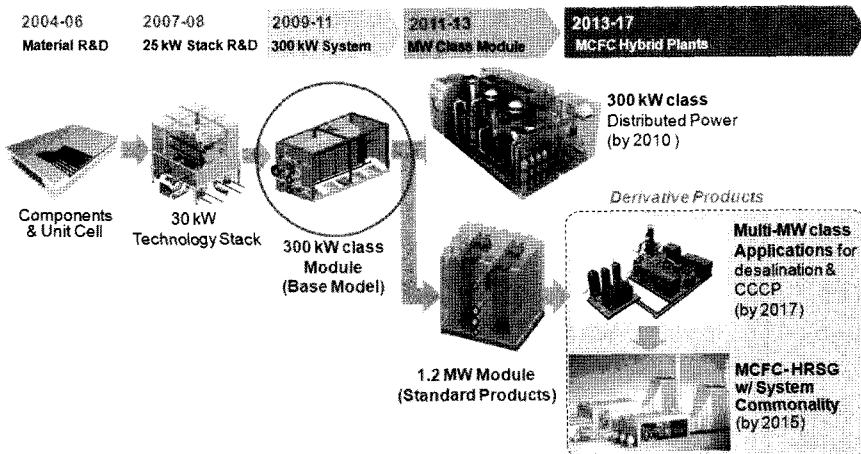 2004-06
Material R&D
2007-08
25 kW Stack R&D
2009-11
300 kW System
2011-13
MW Class Module
2013-17
MCFC Hybrid Plants
Components
& Unit Cell
30 kW
Technology Stack
300 kW class
Module
(Base Model)
300 kW class
Distributed Power
(by 2010 )
1.2 MW Module
(Standard Products)
Derivative Products
Multi-MW class
Applications for
desalination &
CCCP
(by 2017)
MCFC-HRSG
w/ System
Commonality
(by 2015)